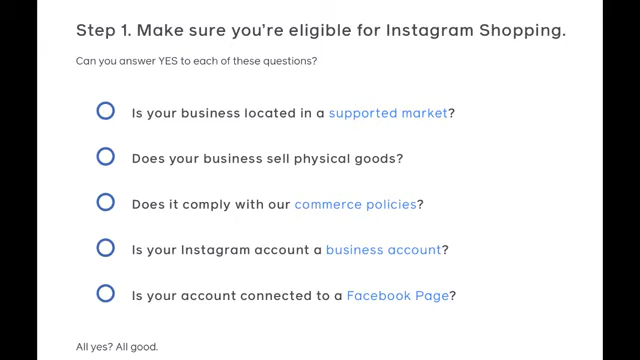 Step 1. Make sure you're eligible for Instagram Shopping.
Can you answer YES to each of these questions?
Is your business located in a supported market?
Does your business sell physical goods?
Does it comply with our commerce policies?
Is your Instagram account a business account?
Is your account connected to a Facebook Page?
All yes? All good.